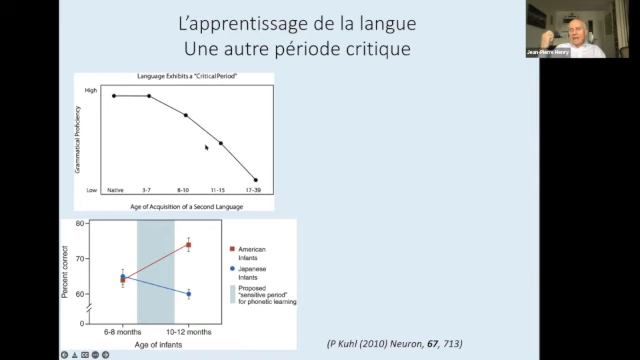 L'apprentissage de la langue
Une autre période critique
Jean-Pierre Henry
Language Exhibits a "Critical Period"
High
Grammatical Proficiency
Low
Native 3-7 8-10 11-15 17-39
Age of Acquisition of a Second Language
80
70
60
0
Percent correct
American
Infants
Japanese
Infants
Proposed
"sensitive period"
for phonetic learning
6-8 months 10-12 months
Age of infants
(P Kuhl (2010) Neuron, 67, 713)